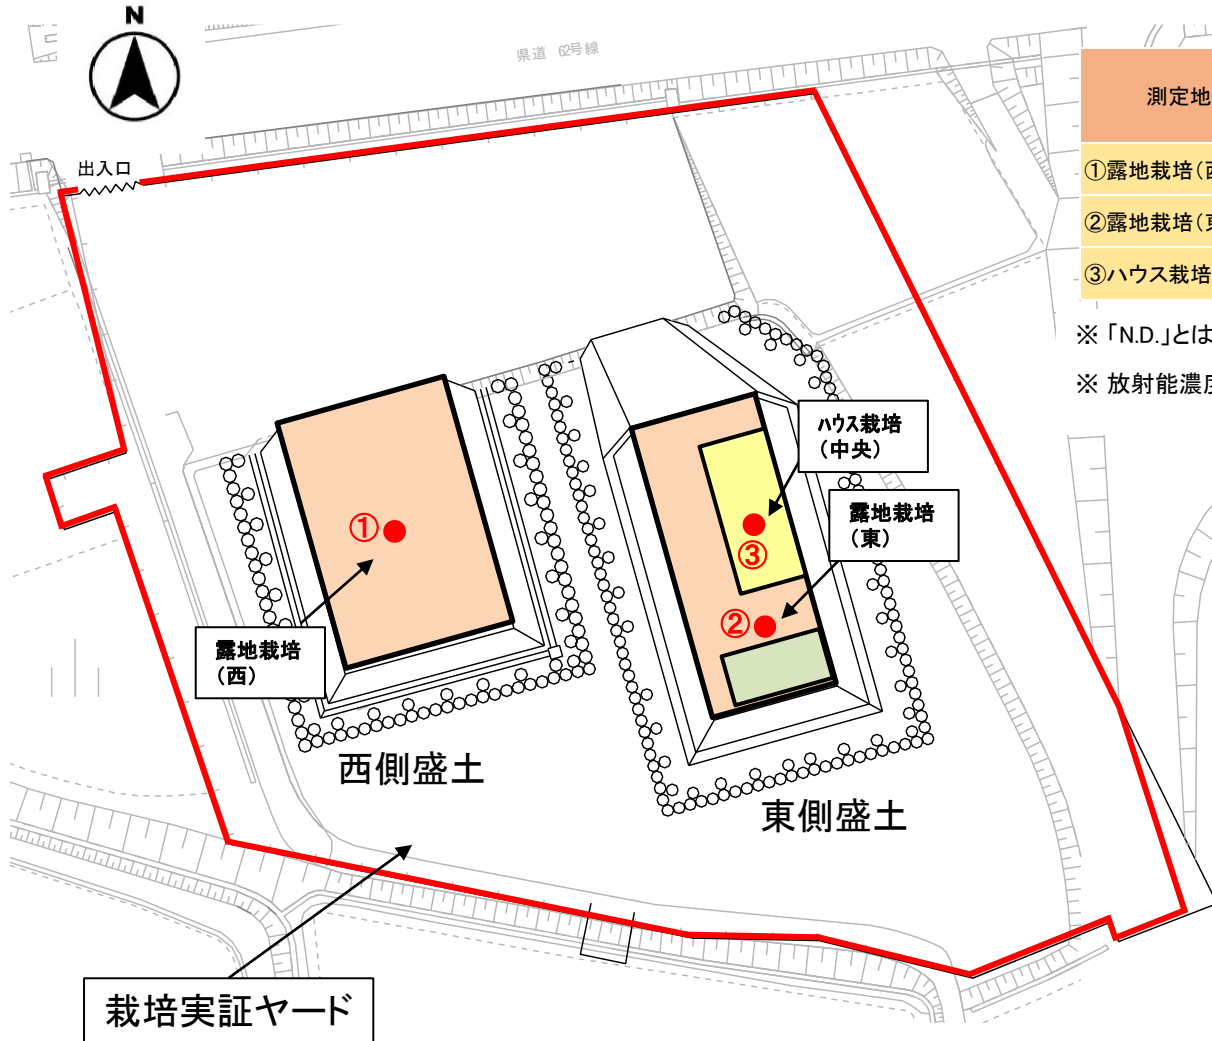 N
県道 62号線
出入口
測定地
①露地栽培(西
②露地栽培(東
③ハウス栽培
※「N.D.」とは
※ 放射能濃度
ハウス栽培
(中央)
露地栽培
(東)
①
③
②
露地栽培
(西)
西側盛土
東側盛土
栽培実証ヤード